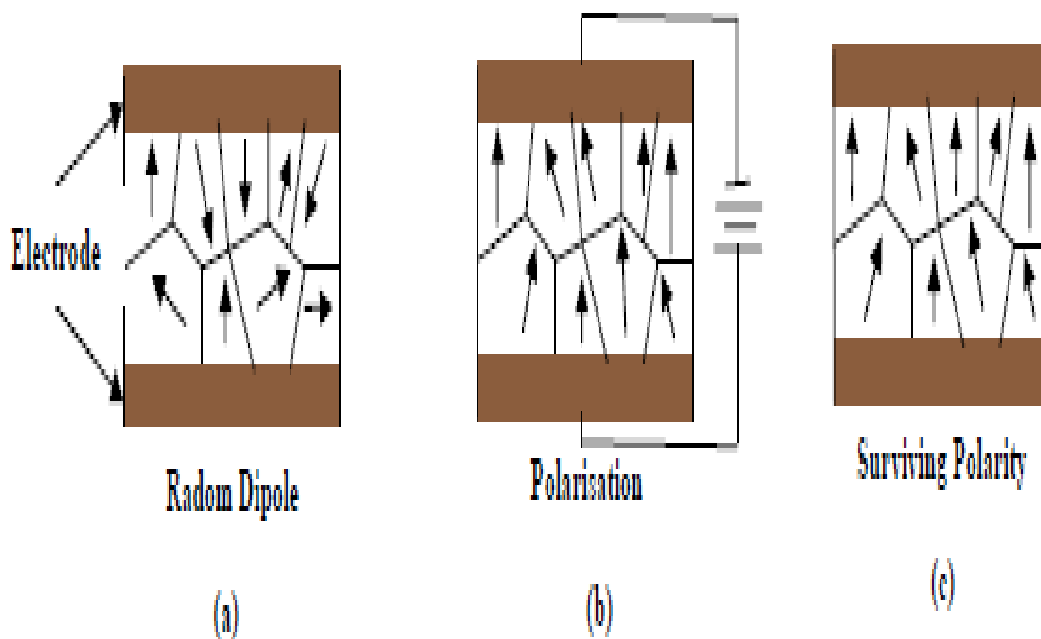 Electrode
Radom Dipole
Polarisation
Surviving Polarity
(a)
(b)
(c)